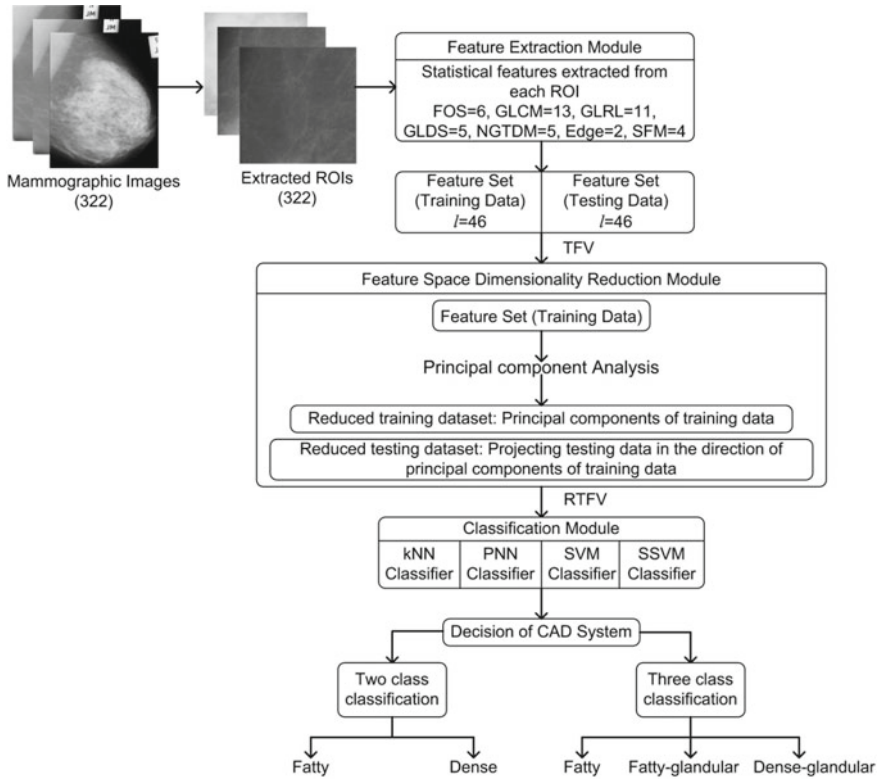 JM
JM
Mammographic Images
(322)
Extracted ROIs
(322)
Feature Extraction Module
Statistical features extracted from
each ROI
FOS=6, GLCM=13, GLRL=11,
GLDS=5, NGTDM=5, Edge=2, SFM=4
Feature Set
(Training Data)
l=46
Feature Set
(Testing Data)
l=46
TFV
Feature Space Dimensionality Reduction Module
Feature Set (Training Data)
Principal component Analysis
Reduced training dataset: Principal components of training data
Reduced testing dataset: Projecting testing data in the direction of
principal components of training data
RTFV
Classification Module
kNN
Classifier
PNN
Classifier
SVM
Classifier
SSVM
Classifier
Decision of CAD System
Two class
classification
Three class
classification
Fatty
Dense
Fatty
Fatty-glandular
Dense-glandular